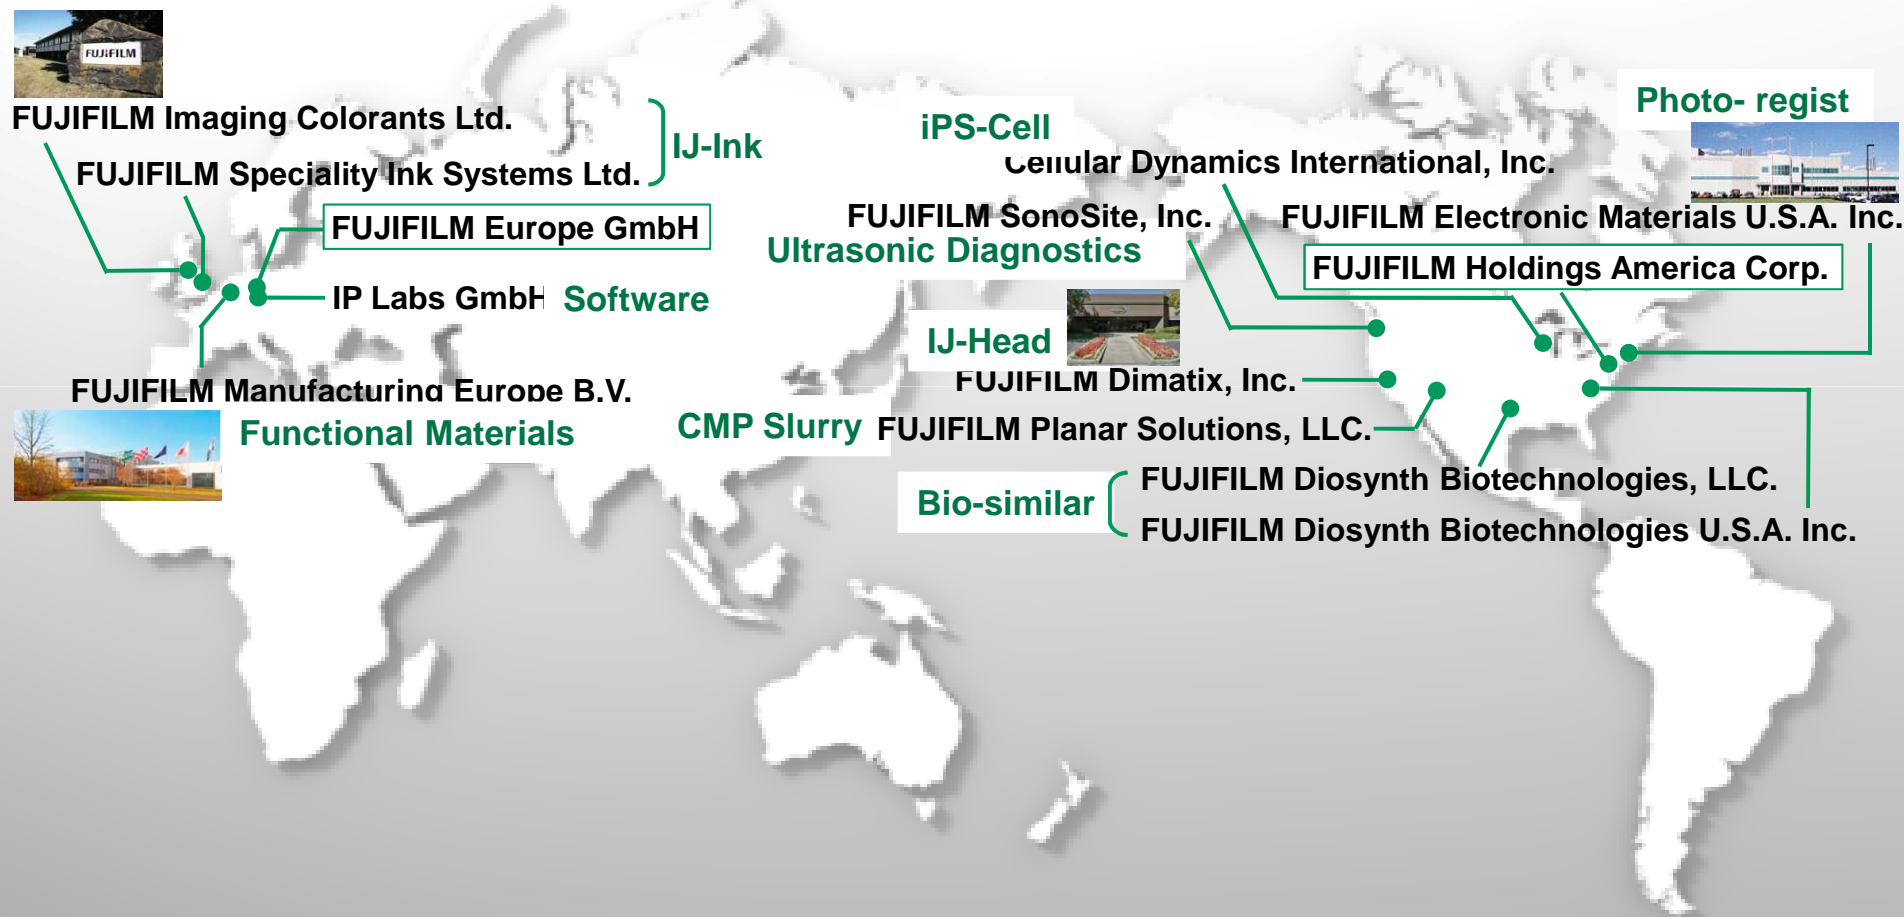 FUJIFILM
FUJIFILM Imaging Colorants Ltd.
FUJIFILM Speciality Ink Systems Ltd.
IJ-Ink
FUJIFILM Europe GmbH
IP Labs GmbH
Software
FUJIFILM Manufacturing Europe B.V.
Functional Materials
iPS-Cell
Cellular Dynamics International, Inc.
Photo- regist
FUJIFILM SonoSite, Inc.
Ultrasonic Diagnostics
FUJIFILM Electronic Materials U.S.A. Inc.
FUJIFILM Holdings America Corp.
IJ-Head
FUJIFILM Dimatix, Inc.
CMP Slurry
FUJIFILM Planar Solutions, LLC.
Bio-similar
FUJIFILM Diosynth Biotechnologies, LLC.
FUJIFILM Diosynth Biotechnologies U.S.A. Inc.